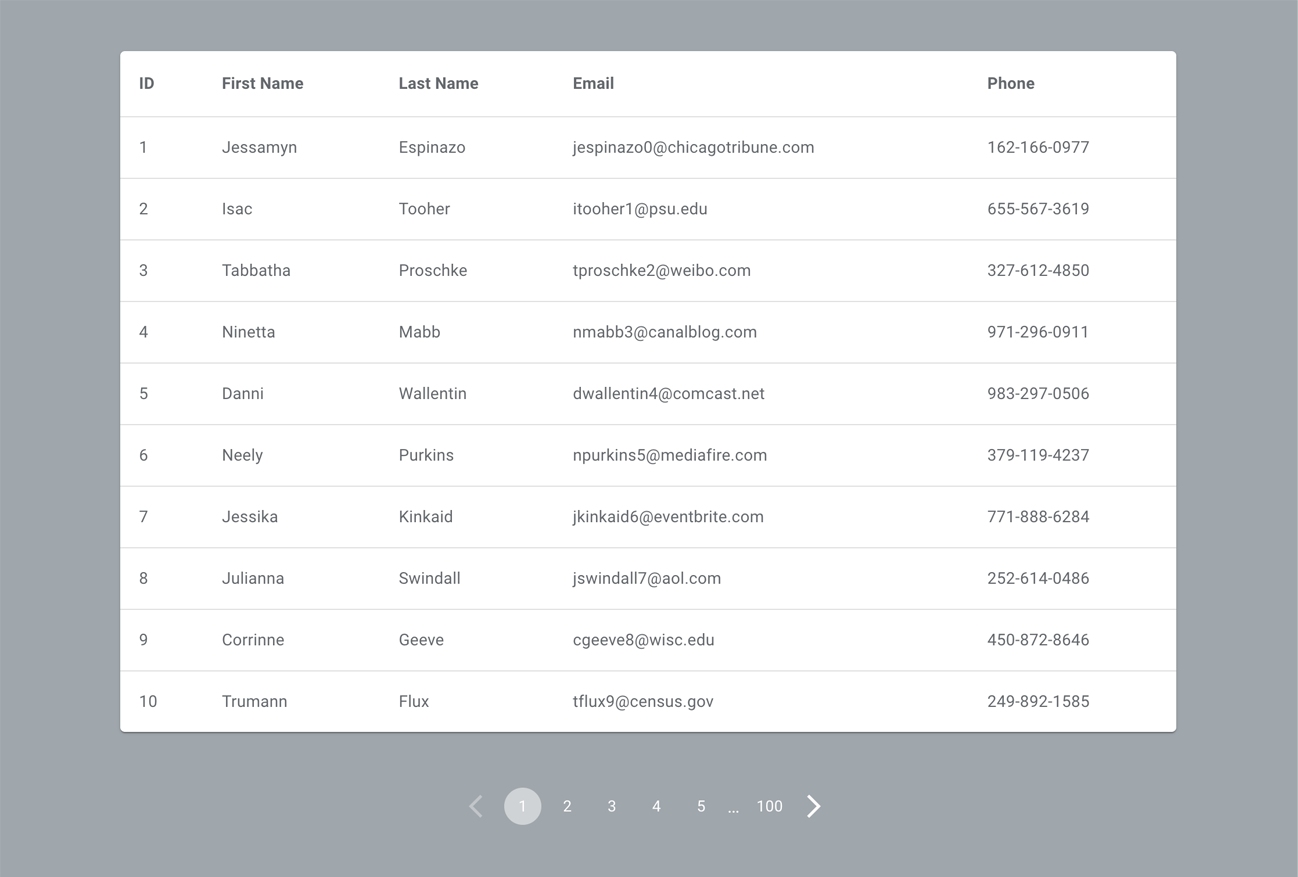 ID First Name Last Name Email Phone
1 Jessamyn Espinazo jespinazo0@chicagotribune.com 162-166-0977
2 Isac Tooher itooher1@psu.edu 655-567-3619
3 Tabbatha Proschke tproschke2@weibo.com 327-612-4850
4 Ninetta Mabb nmabb3@canalblog.com 971-296-0911
5 Danni Wallentin dwallentin4@comcast.net 983-297-0506
6 Neely Purkins npurkins5@mediafire.com 379-119-4237
7 Jessika Kinkaid jkinkaid6@eventbrite.com 771-888-6284
8 Julianna Swindall jswindall7@aol.com 252-614-0486
9 Corrinne Geeve cgeeve8@wisc.edu 450-872-8646
10 Trumann Flux tflux9@census.gov 249-892-1585
1 2 3 4 5 ... 100